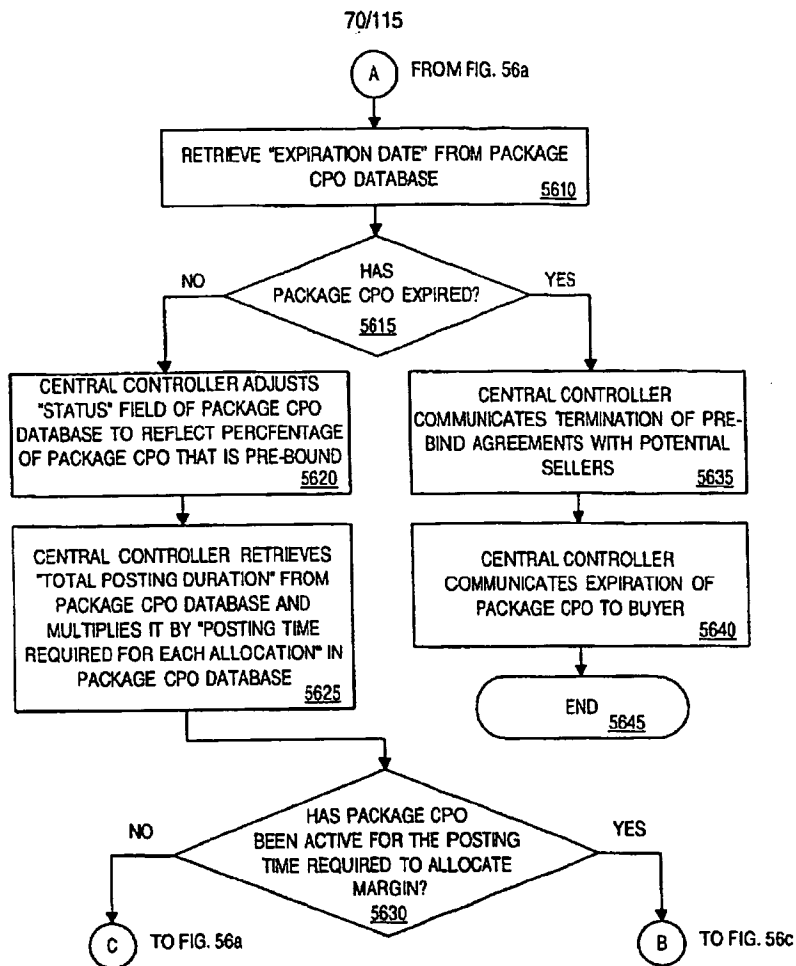 70/115
A FROM FIG. 56a
RETRIEVE "EXPIRATION DATE" FROM PACKAGE
CPO DATABASE
5610
HAS
PACKAGE CPO EXPIRED?
5615
NO
YES
CENTRAL CONTROLLER ADJUSTS
"STATUS" FIELD OF PACKAGE CPO
DATABASE TO REFLECT PERCFENTAGE
OF PACKAGE CPO THAT IS PRE-BOUND
5620
CENTRAL CONTROLLER
COMMUNICATES TERMINATION OF PRE-
BIND AGREEMENTS WITH POTENTIAL
SELLERS
5635
CENTRAL CONTROLLER RETRIEVES
"TOTAL POSTING DURATION" FROM
PACKAGE CPO DATABASE AND
MULTIPLIES IT BY "POSTING TIME
REQUIRED FOR EACH ALLOCATION" IN
PACKAGE CPO DATABASE
5625
CENTRAL CONTROLLER
COMMUNICATES EXPIRATION OF
PACKAGE CPO TO BUYER
5640
END
5645
HAS PACKAGE CPO
BEEN ACTIVE FOR THE POSTING
TIME REQUIRED TO ALLOCATE
MARGIN?
5630
NO
YES
C TO FIG. 56a
B TO FIG. 56c